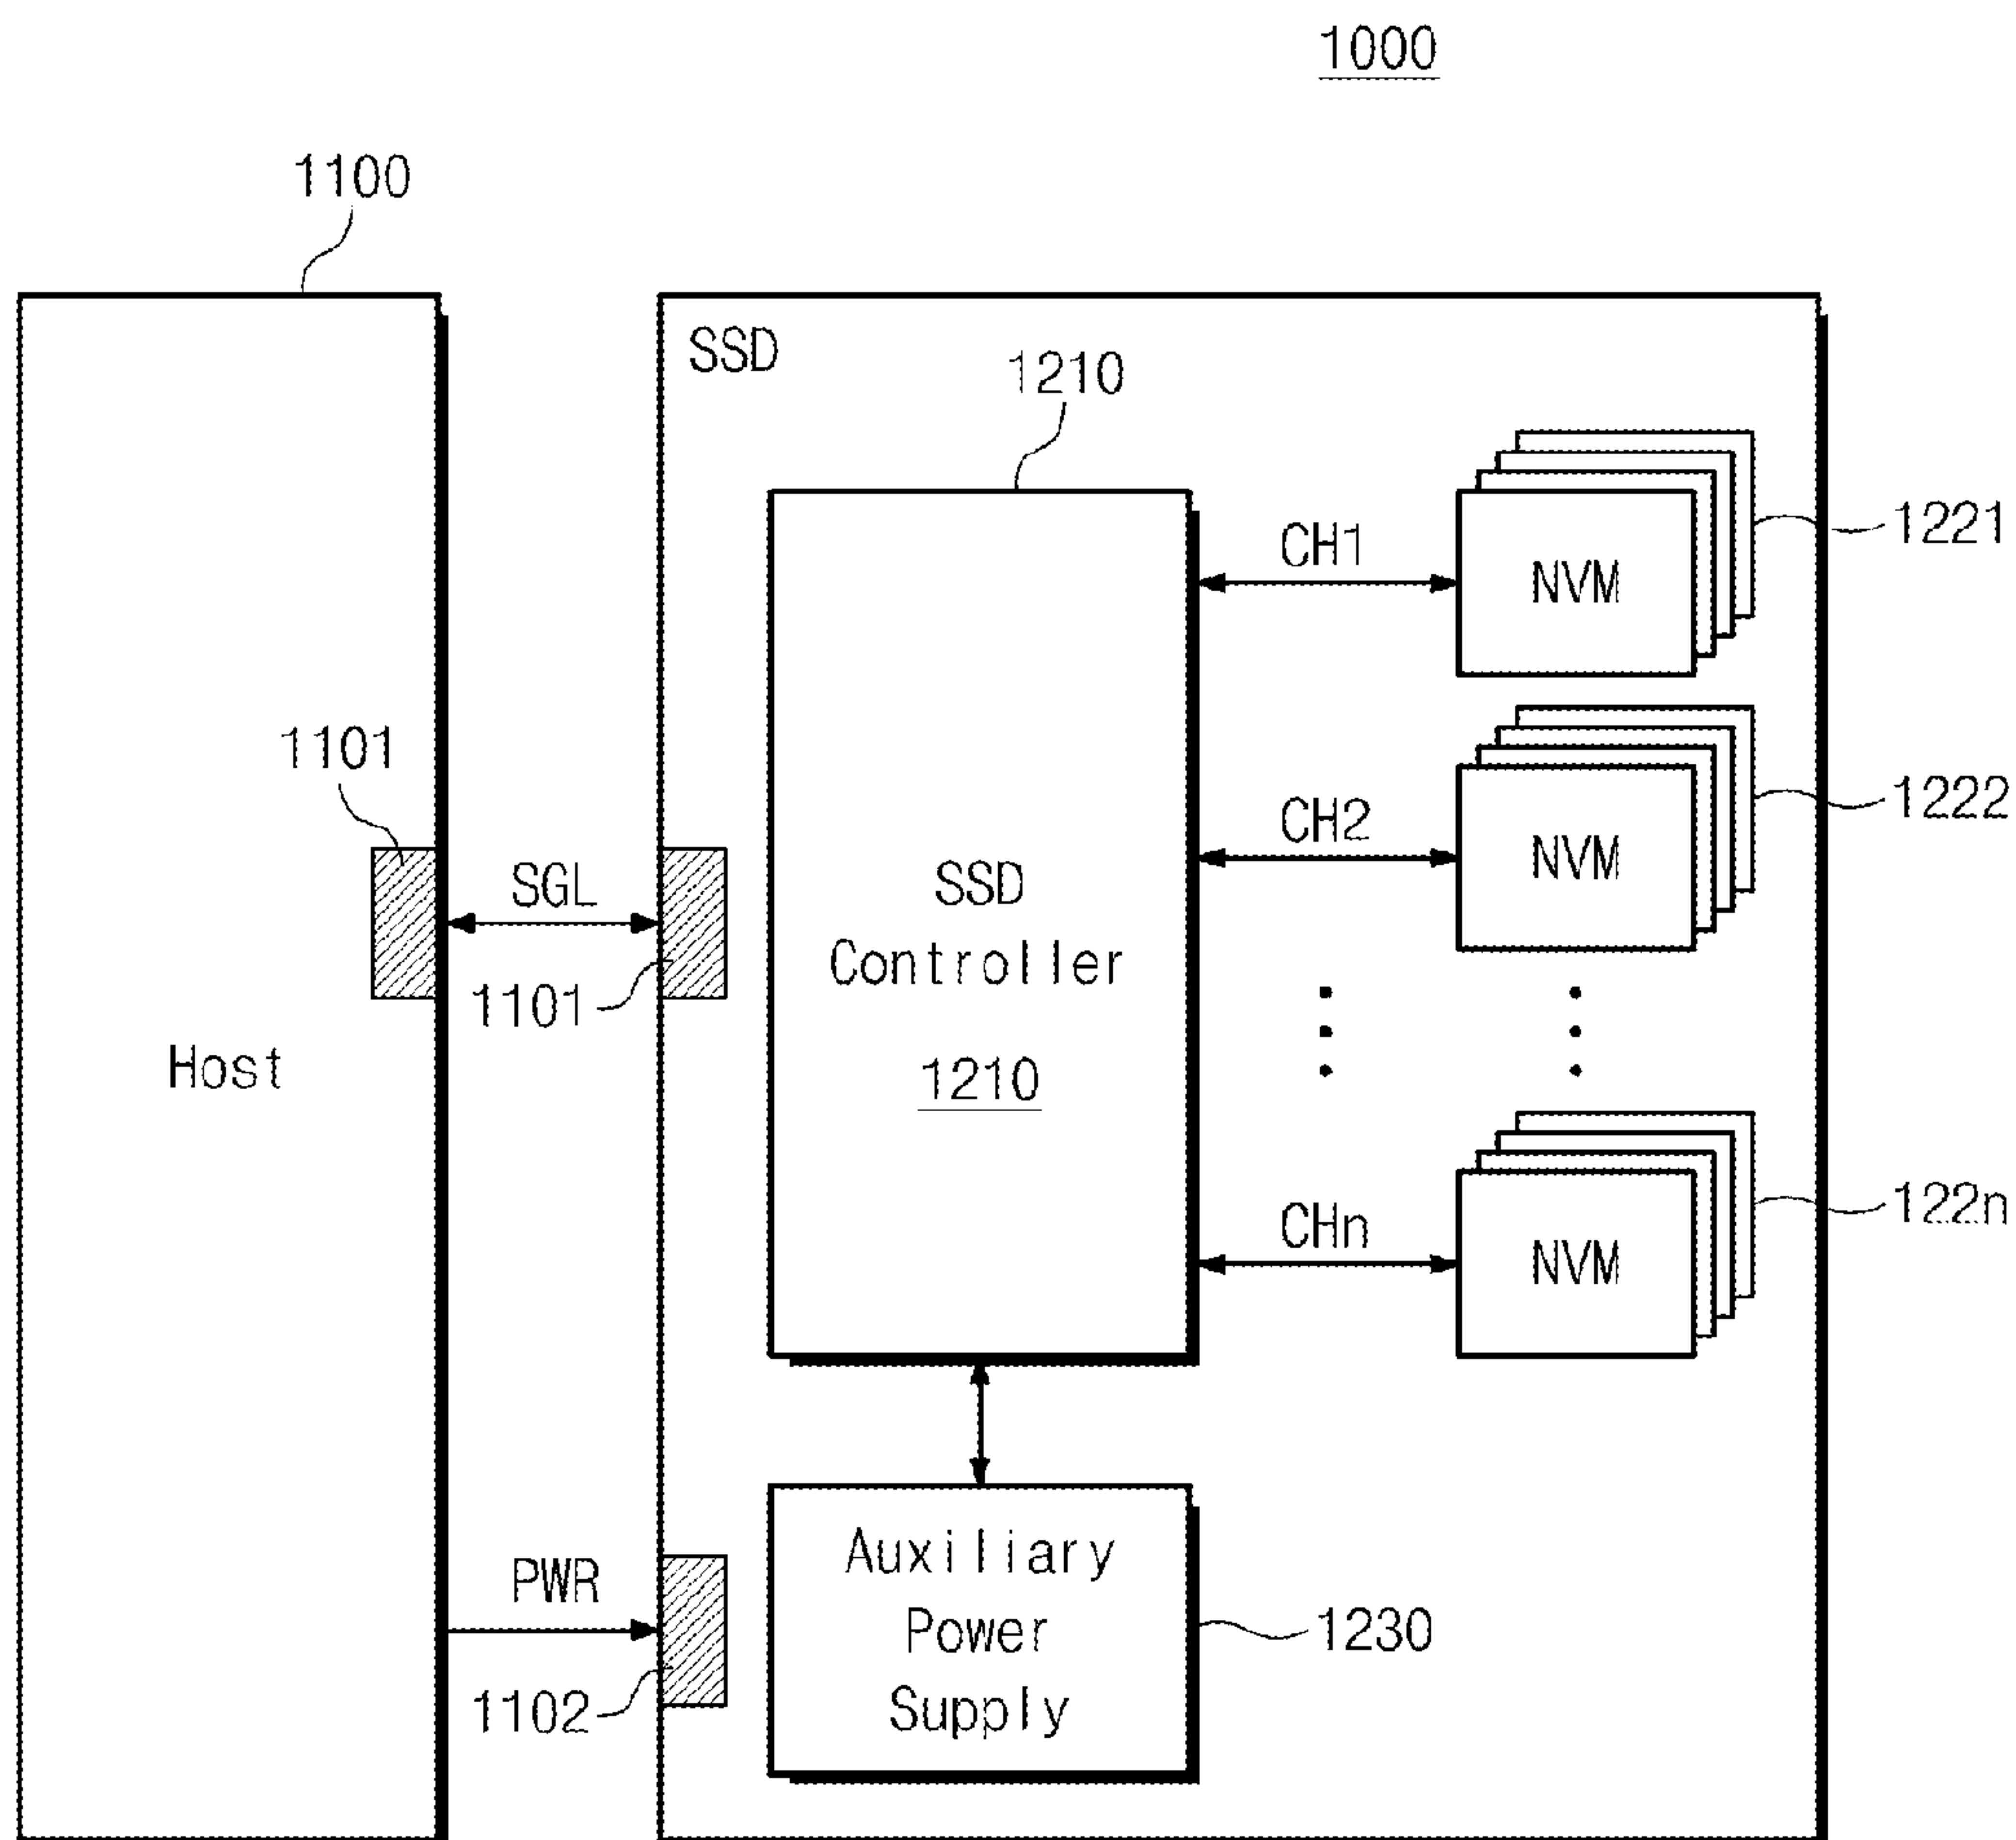 1000
1100
SSD
1210
CH1
NVM
1221
1101
CH2
NVM
1222
SGL
1101
SSD
Controller
1210
Host
CHn
NVM
122n
PWR
1102
Auxiliary
Power
Supply
1230